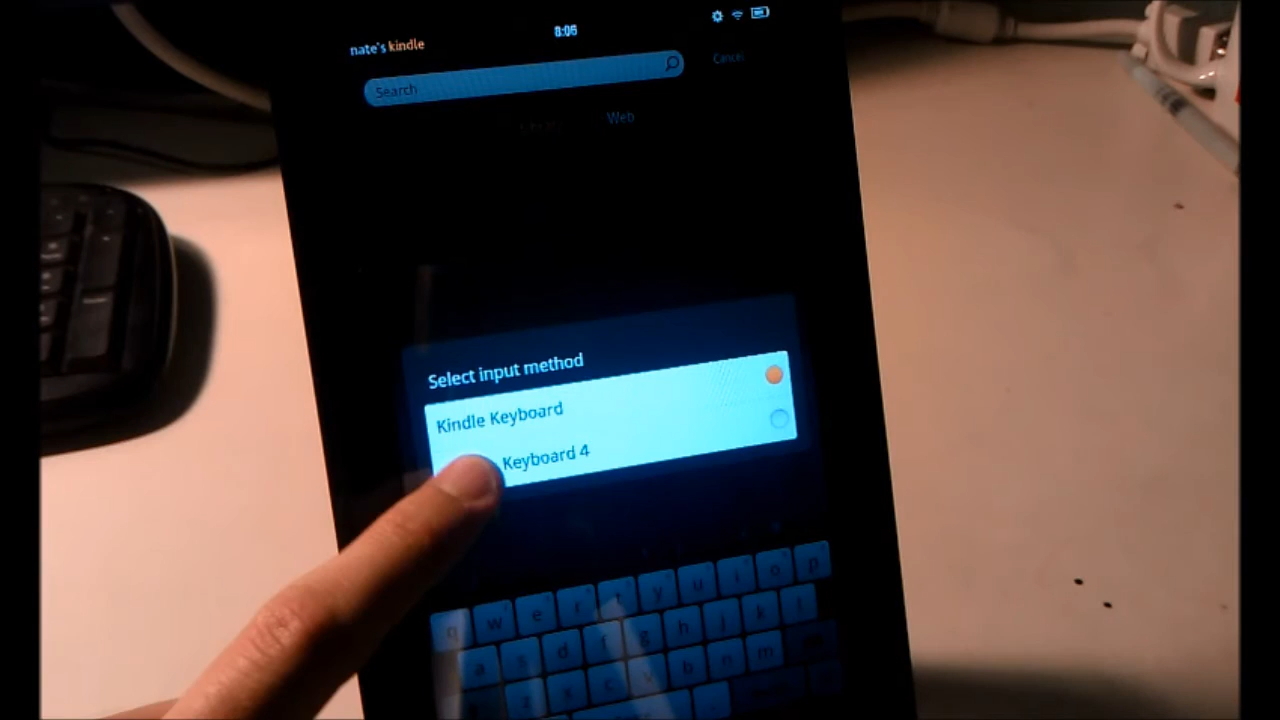 nate's kindle
8:06
Search
Cancel
Web
Select input method
Kindle Keyboard
Keyboard 4
q w e r t y u i o p
a s d f g h j k l
z x c v b n m